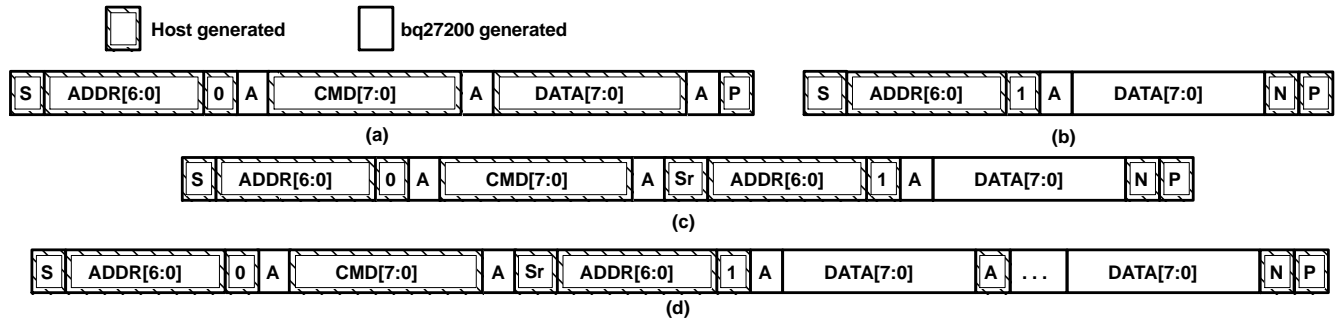 Host generated bq27200 generated
S ADDR[6:0] 0 A CMD[7:0] A DATA[7:0] A P
(a)
S ADDR[6:0] 1 A DATA[7:0] N P
(b)
S ADDR[6:0] 0 A CMD[7:0] A Sr ADDR[6:0] 1 A DATA[7:0] N P
(c)
S ADDR[6:0] 0 A CMD[7:0] A Sr ADDR[6:0] 1 A DATA[7:0] A . . . DATA[7:0] N P
(d)